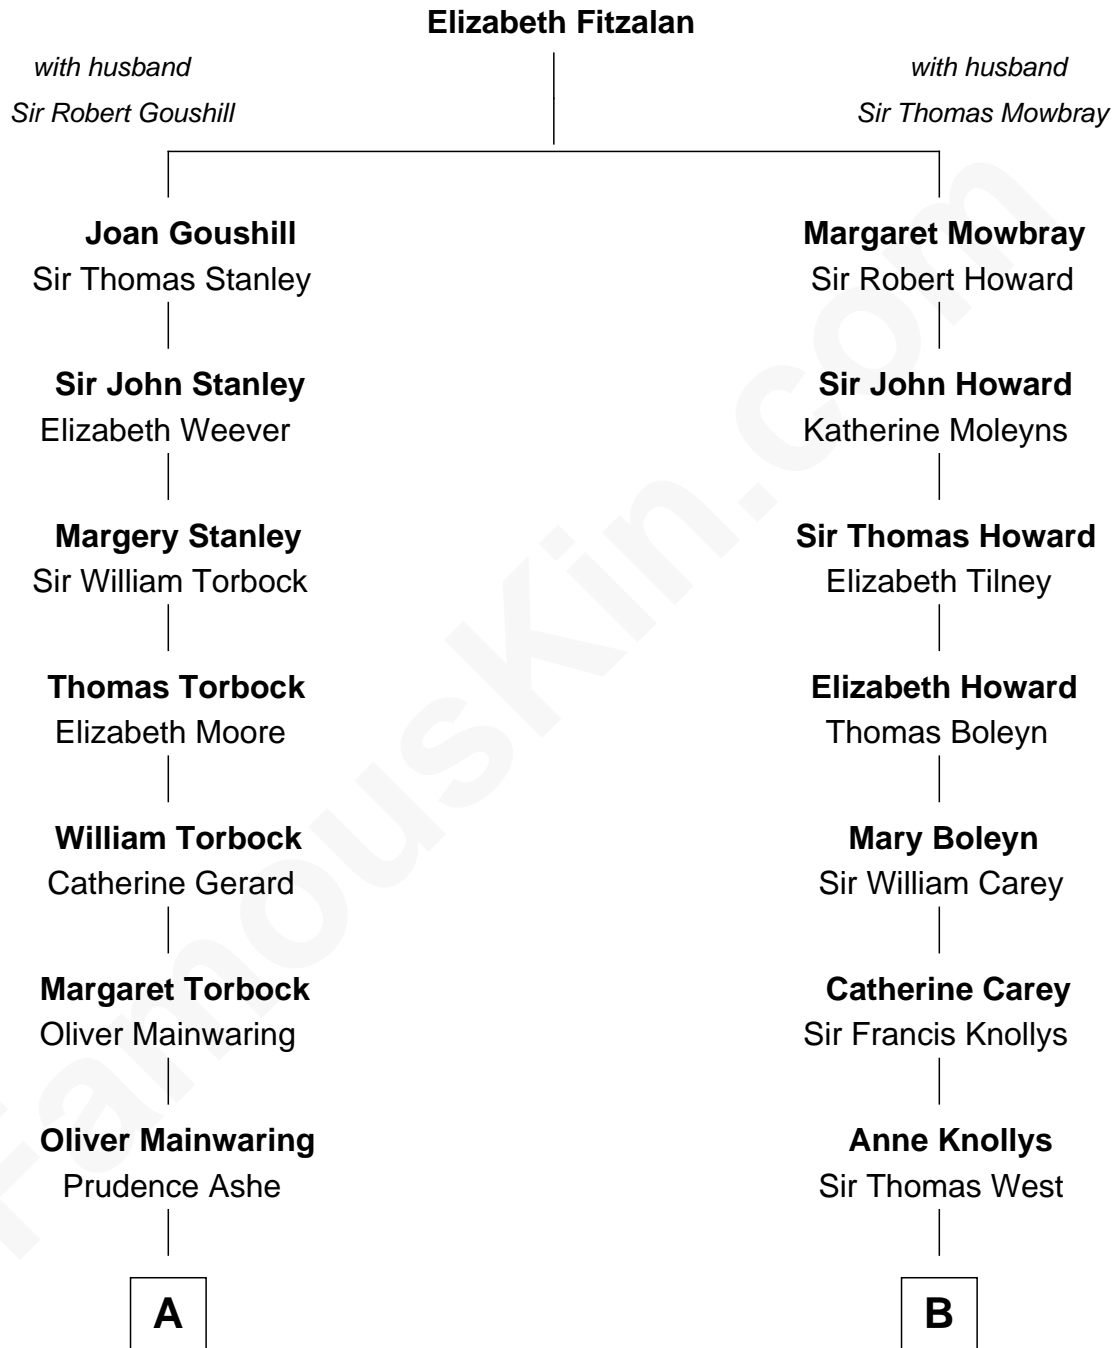 Elizabeth Fitzalan
with husband
Sir Robert Goushill
with husband
Sir Thomas Mowbray
Joan Goushill
Sir Thomas Stanley
Margaret Mowbray
Sir Robert Howard
Sir John Stanley
Elizabeth Weever
Sir John Howard
Katherine Moleyns
Margery Stanley
Sir William Torbock
Sir Thomas Howard
Elizabeth Tilney
Thomas Torbock
Elizabeth Moore
Elizabeth Howard
Thomas Boleyn
William Torbock
Catherine Gerard
Mary Boleyn
Sir William Carey
Margaret Torbock
Oliver Mainwaring
Catherine Carey
Sir Francis Knollys
Oliver Mainwaring
Prudence Ashe
Anne Knollys
Sir Thomas West
A
B
FamousKin.com